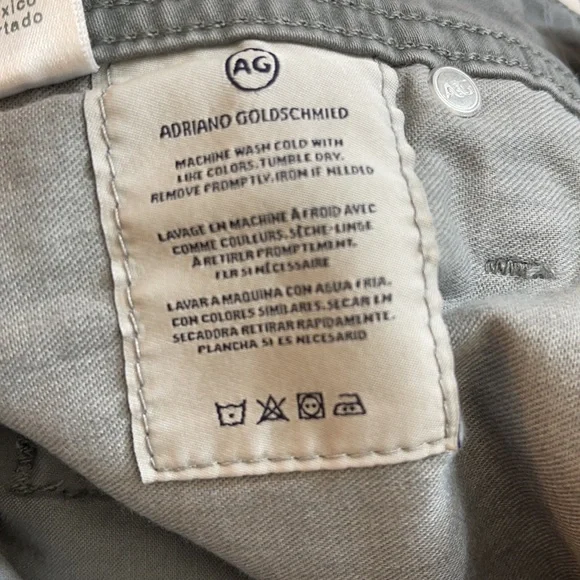 xico
rtado
AG
AG
ADRIANO GOLDSCHMIED
MACHINE WASH COLD WITH
LIKE COLORS. TUMBLE DRY.
REMOVE PROMPTLY. IRON IF NEEDED
LAVAGE EN MACHINE À FROID AVEC
COMME COULEURS. SÈCHE-LINGE
À RETIRER PROMPTEMENT.
FER SI NÉCESSAIRE
LAVAR A MAQUINA CON AGUA FRIA.
CON COLORES SIMILARES. SECAR EN
SECADORA RETIRAR RAPIDAMENTE.
PLANCHA SI ES NECESARIO